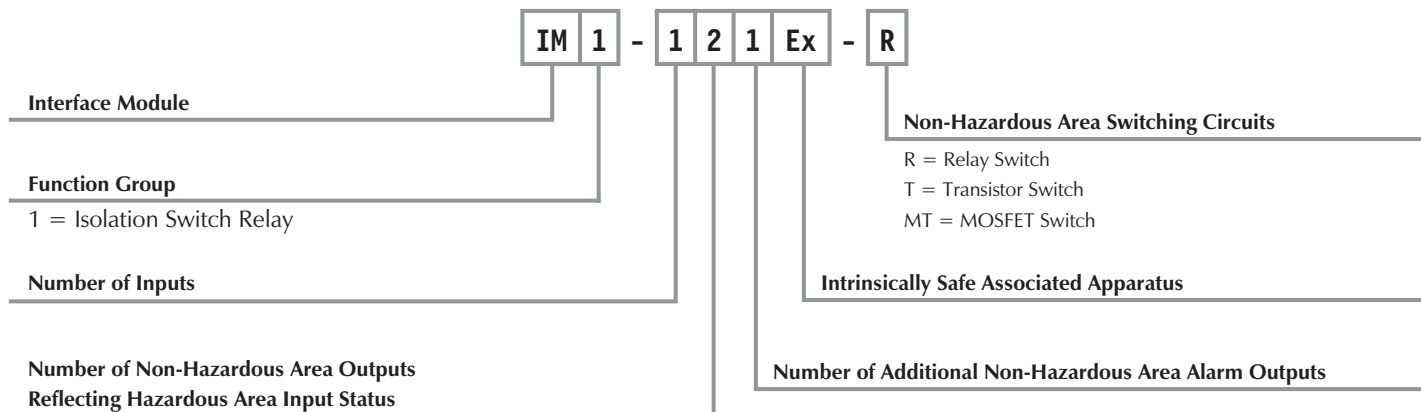 IM 1 - 1 2 1 Ex - R
Interface Module
Function Group
1 = Isolation Switch Relay
Number of Inputs
Number of Non-Hazardous Area Outputs
Reflecting Hazardous Area Input Status
Non-Hazardous Area Switching Circuits
R = Relay Switch
T = Transistor Switch
MT = MOSFET Switch
Intrinsically Safe Associated Apparatus
Number of Additional Non-Hazardous Area Alarm Outputs